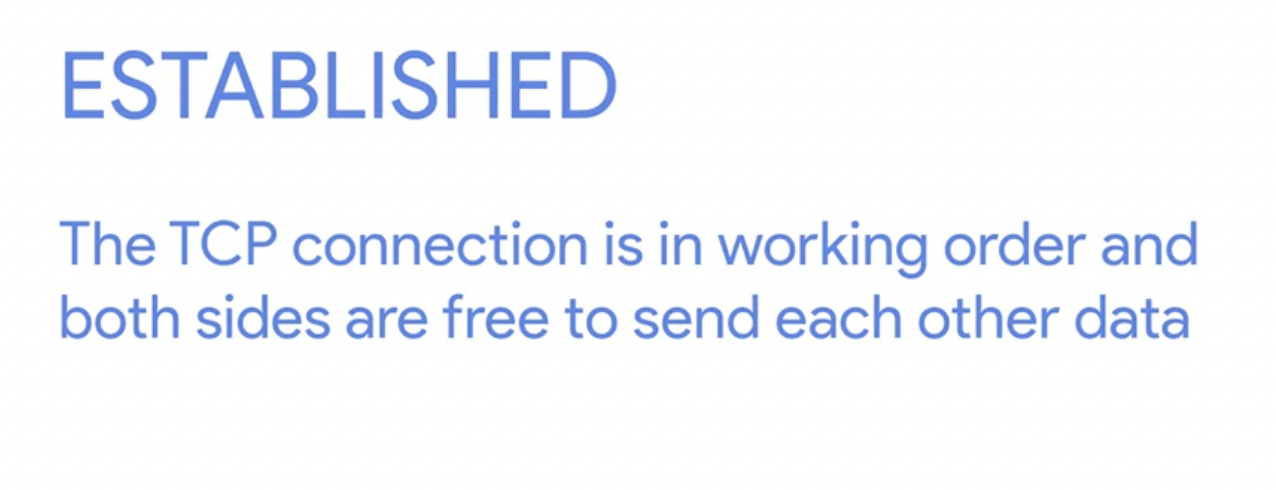 ESTABLISHED
The TCP connection is in working order and
both sides are free to send each other data